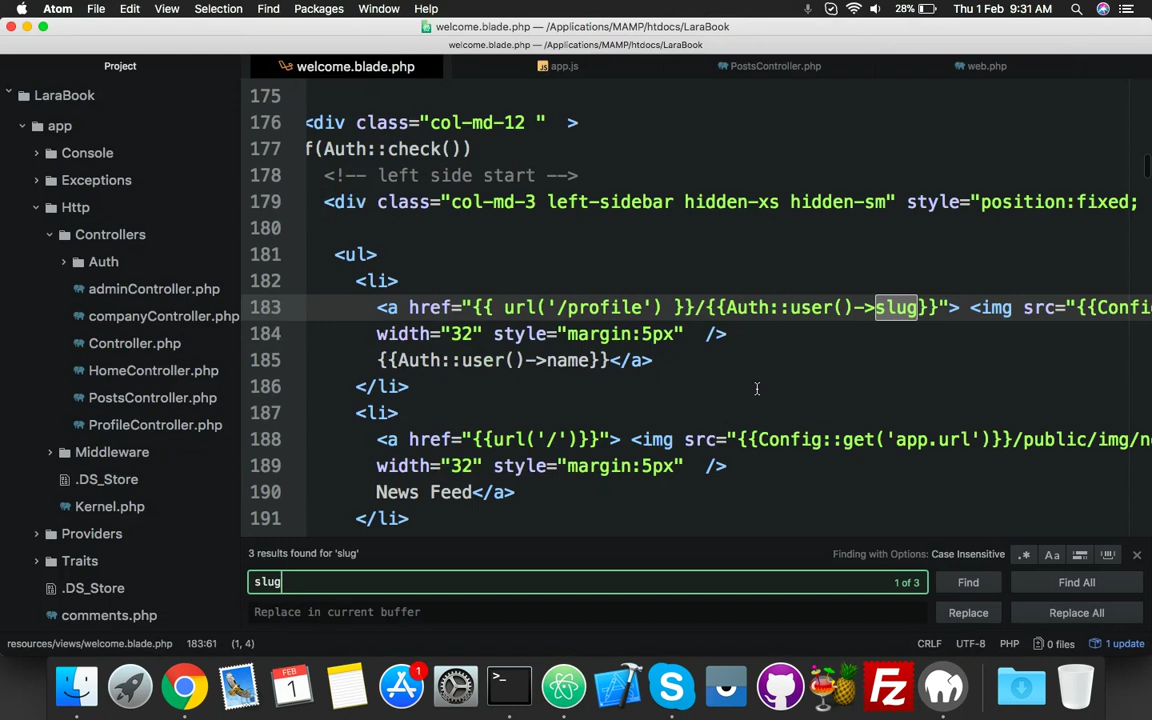 Atom File Edit View Selection Find Packages Window Help 28% Thu 1 Feb 9:31 AM
welcome.blade.php — /Applications/MAMP/htdocs/LaraBook
welcome.blade.php — /Applications/MAMP/htdocs/LaraBook
Project
welcome.blade.php app.js PostsController.php web.php
LaraBook
app
Console
Exceptions
Http
Controllers
Auth
adminController.php
companyController.php
Controller.php
HomeController.php
PostsController.php
ProfileController.php
Middleware
.DS_Store
Kernel.php
Providers
Traits
.DS_Store
comments.php
175
176 <div class="col-md-12 "  >
177 f(Auth::check())
178 <!-- left side start -->
179 <div class="col-md-3 left-sidebar hidden-xs hidden-sm" style="position:fixed;
180
181 <ul>
182 <li>
183 <a href="{{ url('/profile') }}/{{Auth::user()->slug}}"> <img src="{{Confi
184 width="32" style="margin:5px"  />
185 {{Auth::user()->name}}</a>
186 </li>
187 <li>
188 <a href="{{url('/')}}"> <img src="{{Config::get('app.url')}}/public/img/n
189 width="32" style="margin:5px"  />
190 News Feed</a>
191 </li>
3 results found for 'slug' Finding with Options: Case Insensitive .* Aa
slug 1 of 3 Find Find All
Replace in current buffer Replace Replace All
resources/views/welcome.blade.php 183:61 (1, 4) CRLF UTF-8 PHP 0 files 1 update
FEB
1
1
>_
S
Fz